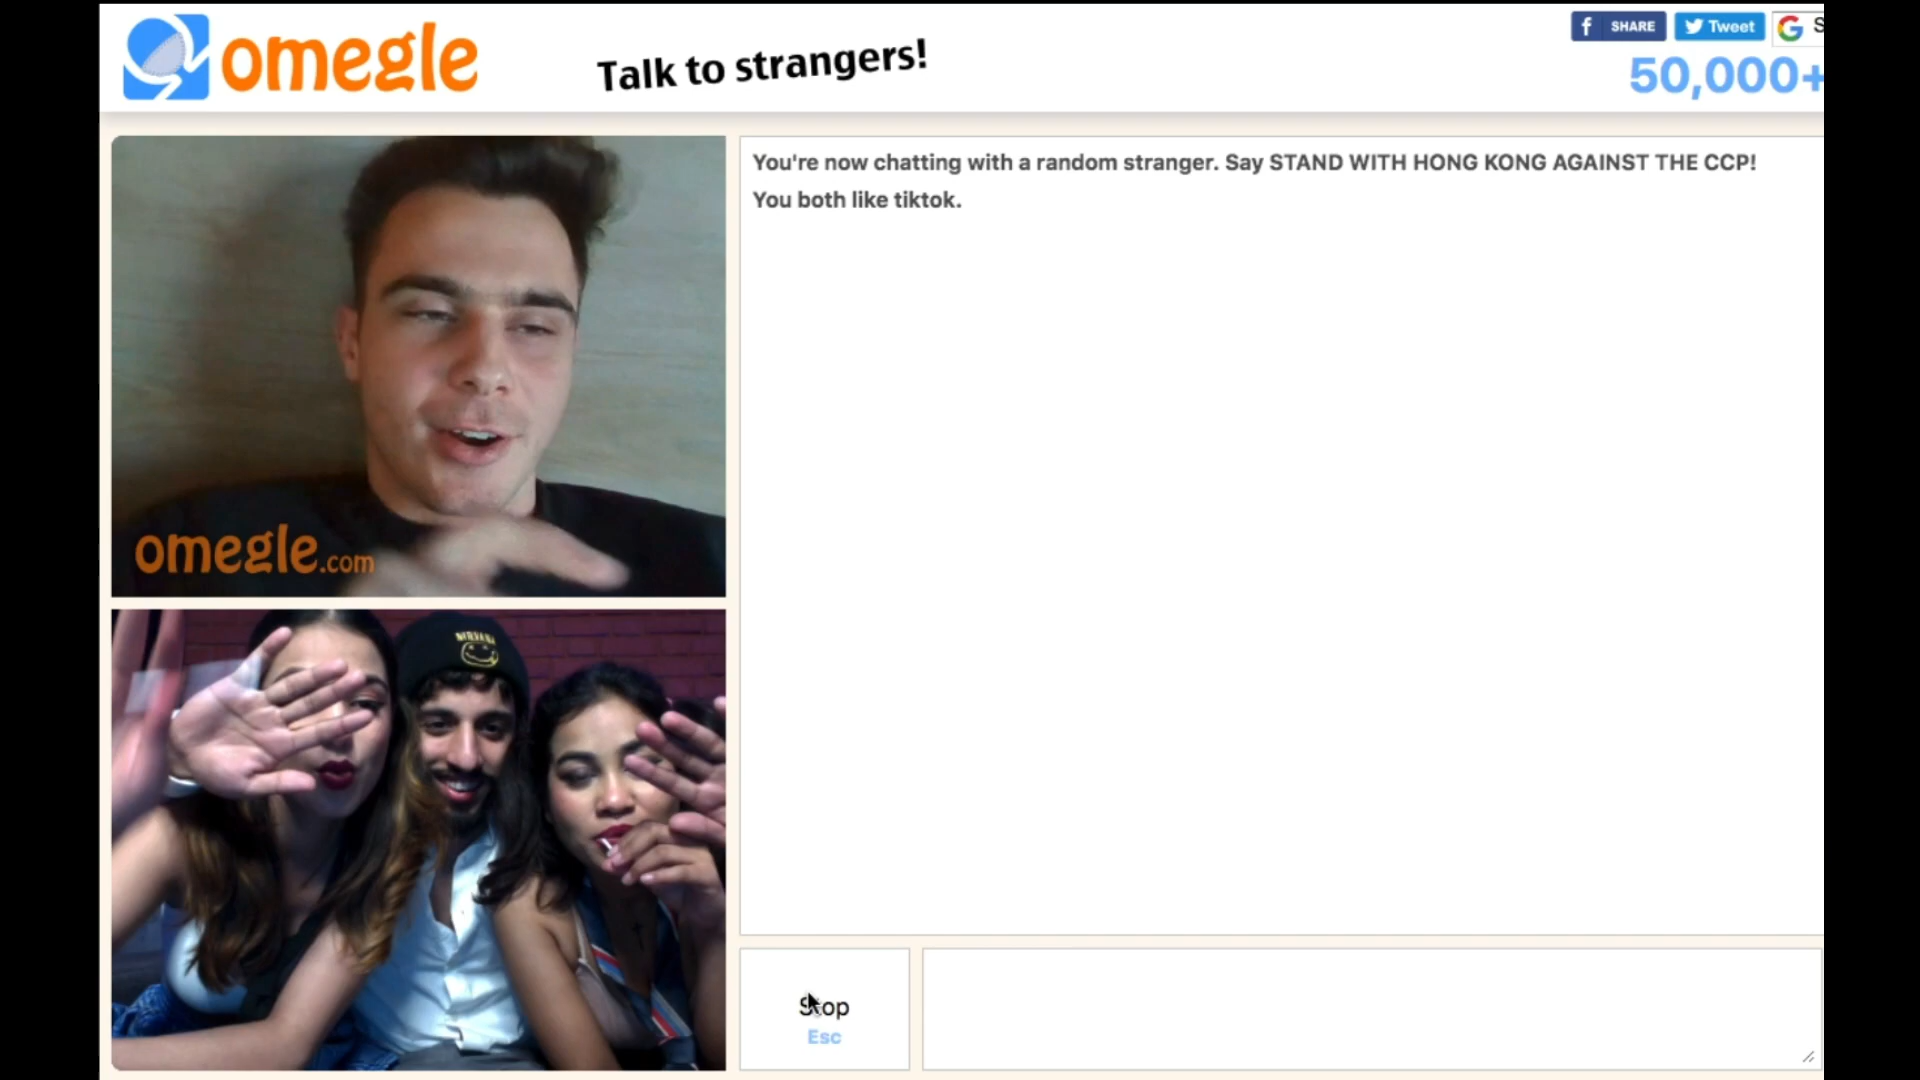 omegle
Talk to strangers!
f SHARE
Tweet
G S
50,000+
You're now chatting with a random stranger. Say STAND WITH HONG KONG AGAINST THE CCP!
You both like tiktok.
omegle.com
NIRVANA
Stop
Esc